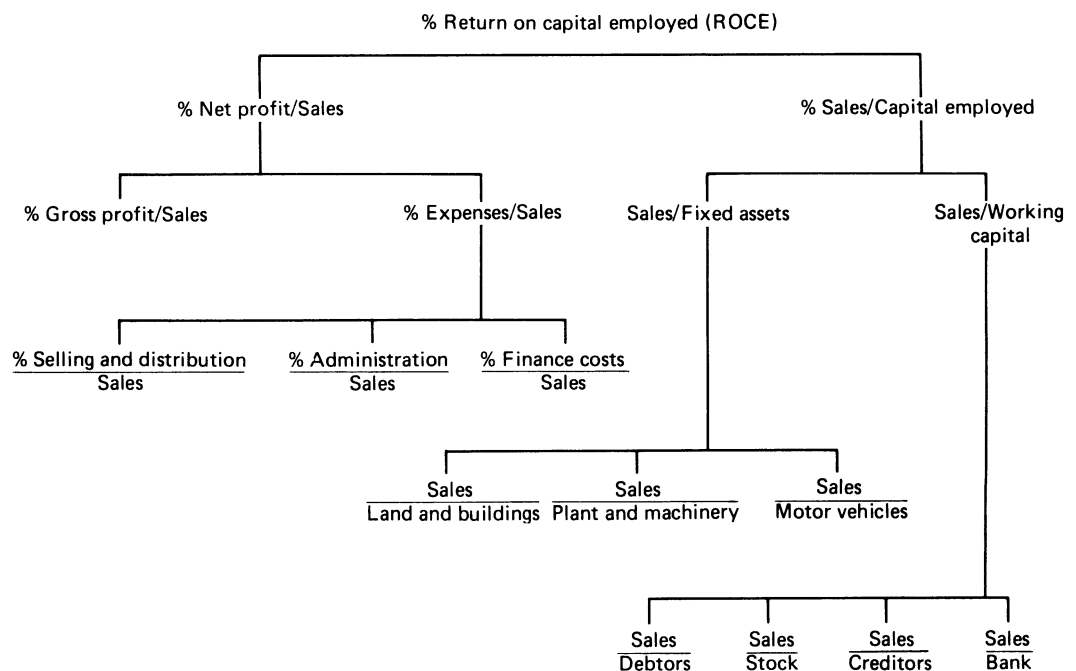 % Return on capital employed (ROCE)
% Net profit/Sales
% Sales/Capital employed
% Gross profit/Sales
% Expenses/Sales
Sales/Fixed assets
Sales/Working
capital
% Selling and distribution
Sales
% Administration
Sales
% Finance costs
Sales
Sales
Land and buildings
Sales
Plant and machinery
Sales
Motor vehicles
Sales
Debtors
Sales
Stock
Sales
Creditors
Sales
Bank